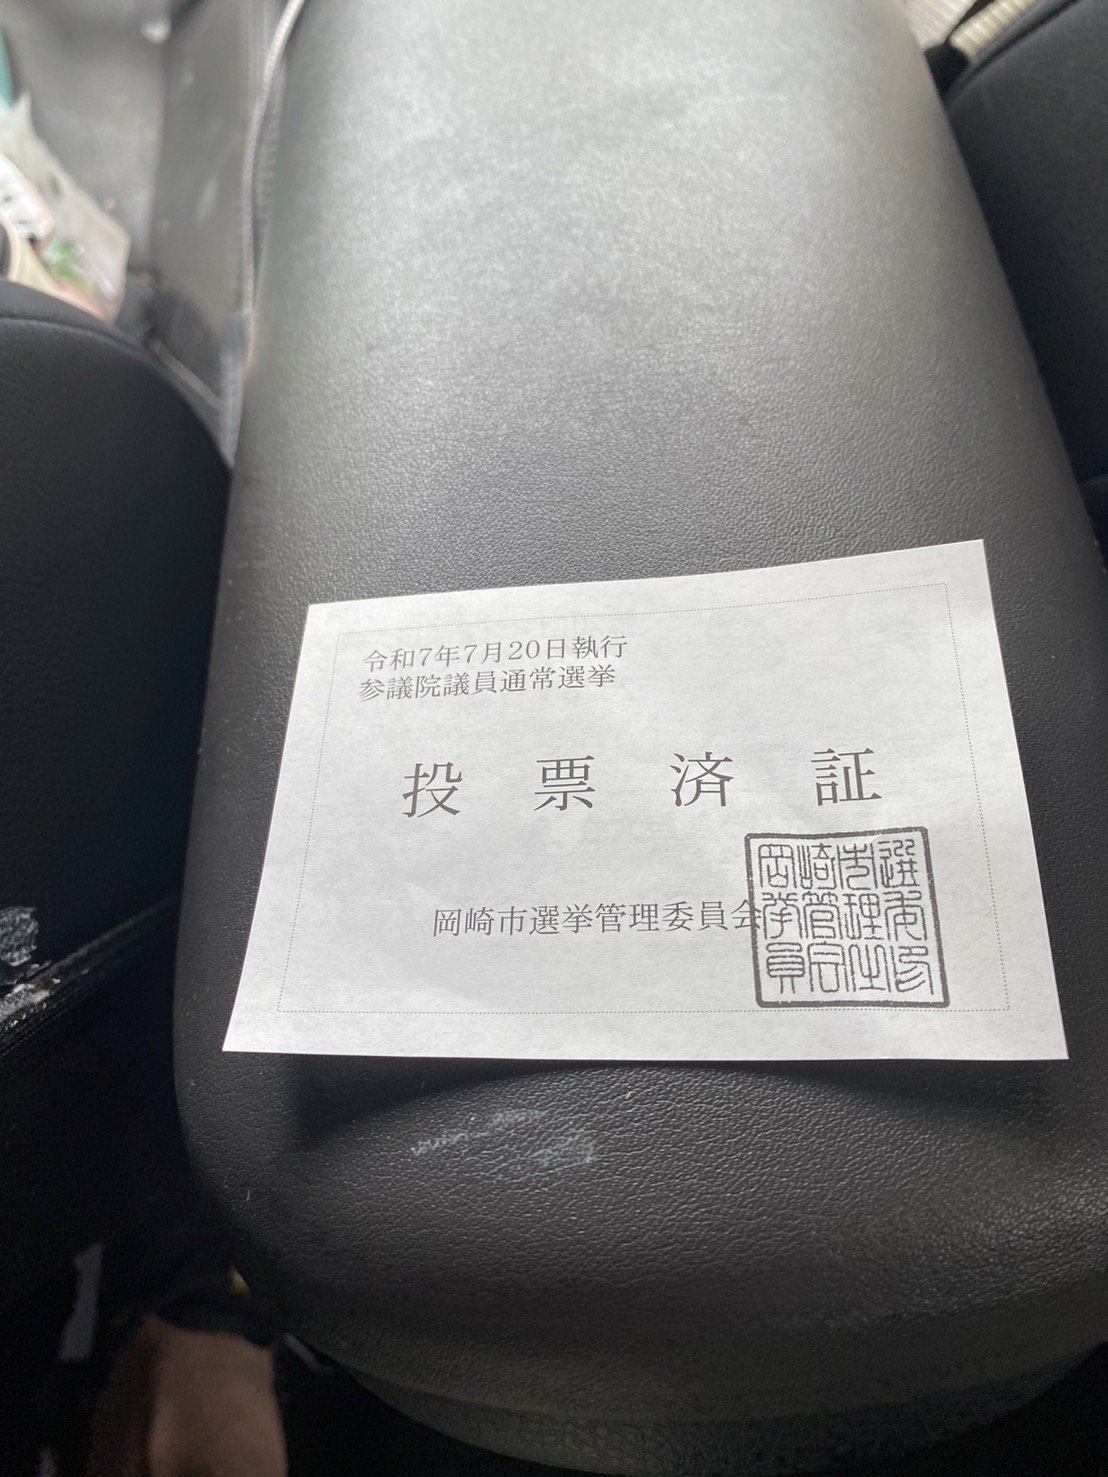 令和7年7月20日執行
参議院議員通常選挙
投票済証
岡崎市選挙管理委員会